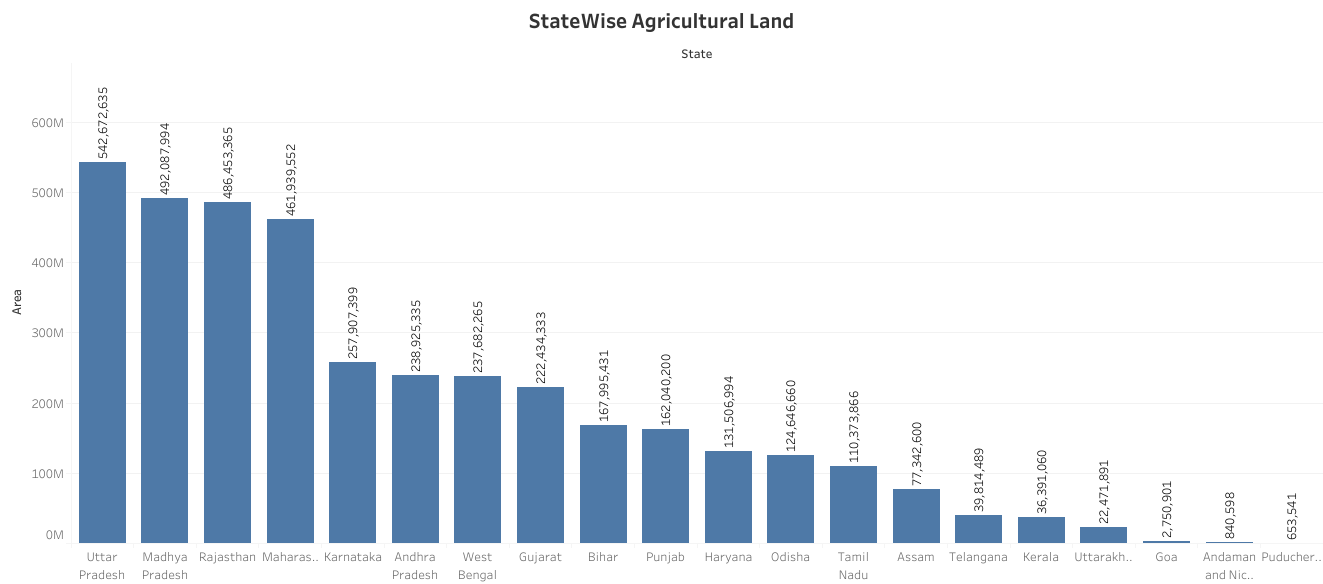 StateWise Agricultural Land
State
Area
600M
500M
400M
300M
200M
100M
0M
542,672,635
492,087,994
486,453,365
461,939,552
257,907,399
238,925,335
237,682,265
222,434,333
167,995,431
162,040,200
131,506,994
124,646,660
110,373,866
77,342,600
39,814,489
36,391,060
22,471,891
2,750,901
840,598
653,541
Uttar
Pradesh
Madhya
Pradesh
Rajasthan
Maharas..
Karnataka
Andhra
Pradesh
West
Bengal
Gujarat
Bihar
Punjab
Haryana
Odisha
Tamil
Nadu
Assam
Telangana
Kerala
Uttarakh..
Goa
Andaman
and Nic..
Puducher..